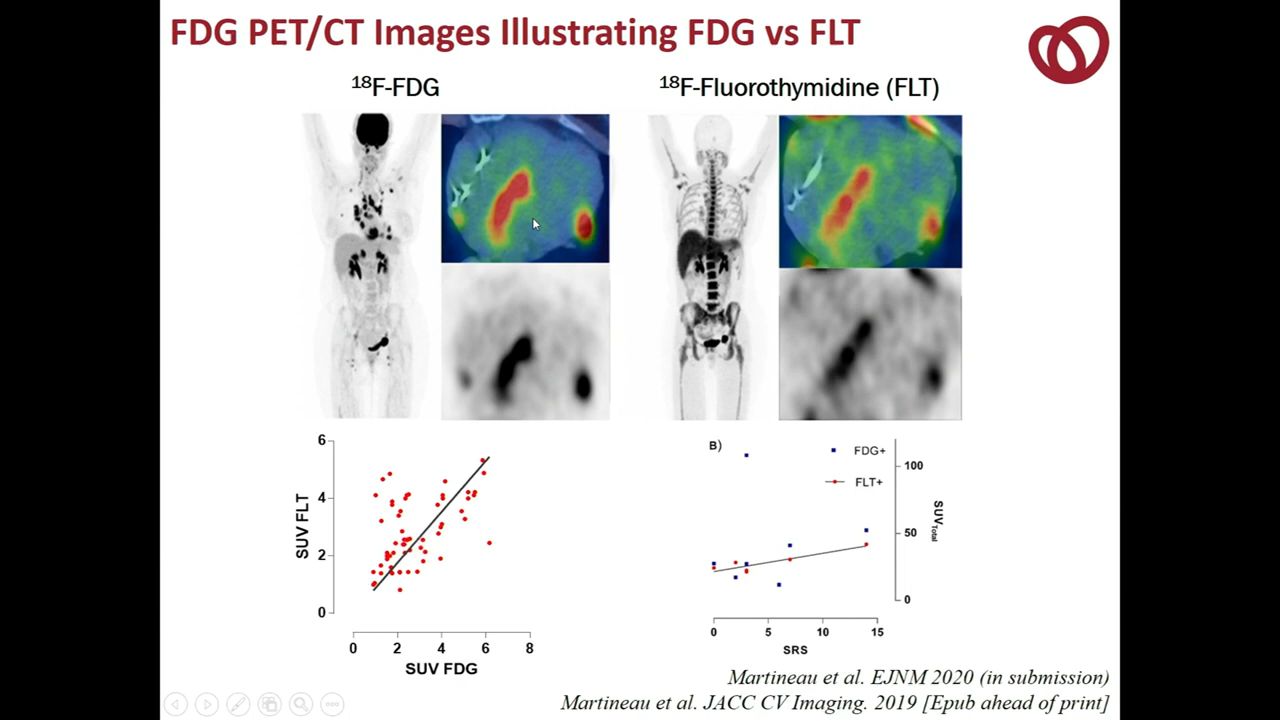 FDG PET/CT Images Illustrating FDG vs FLT
18F-FDG
18F-Fluorothymidine (FLT)
6
4
2
0
SUV FLT
0 2 4 6 8
SUV FDG
B)
FDG+
FLT+
100
50
0
SUVTotal
0 5 10 15
SRS
Martineau et al. EJNM 2020 (in submission)
Martineau et al. JACC CV Imaging. 2019 [Epub ahead of print]